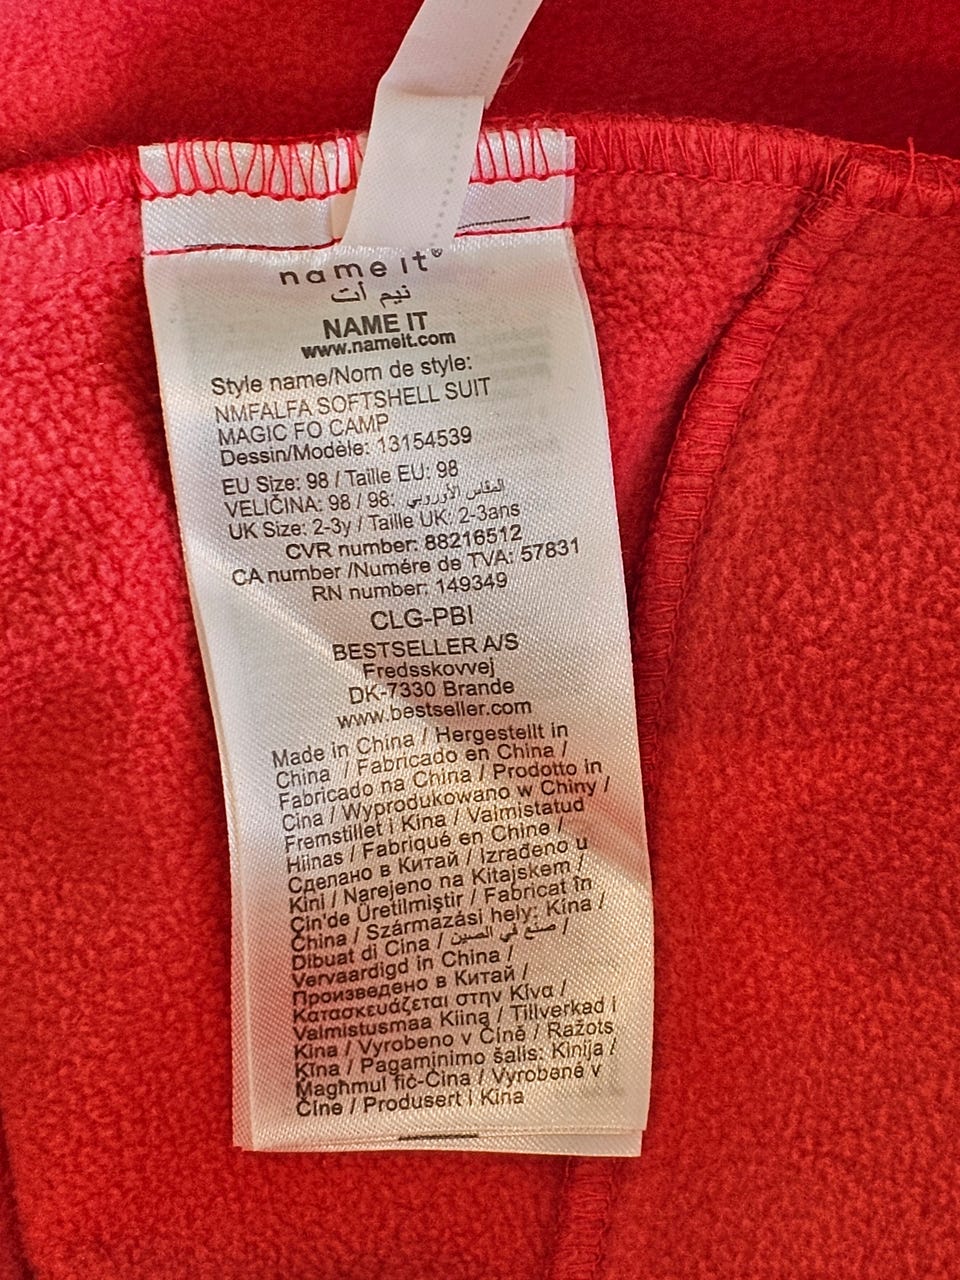 name it®
نيم أت
NAME IT
www.nameit.com
Style name/Nom de style:
NMFALFA SOFTSHELL SUIT
MAGIC FO CAMP
Dessin/Modèle: 13154539
EU Size: 98 / Taille EU: 98
VELIČINA: 98 / 98: المقاس الأوروبي
UK Size: 2-3y / Taille UK: 2-3ans
CVR number: 88216512
CA number /Numére de TVA: 57831
RN number: 149349
CLG-PBI
BESTSELLER A/S
Fredsskovvej
DK-7330 Brande
www.bestseller.com
Made in China / Hergestellt in
China / Fabricado en China /
Fabricado na China / Prodotto in
Cina / Wyprodukowano w Chiny /
Fremstillet i Kina / Valmistatud
Hiinas / Fabriqué en Chine /
Сделано в Китай / Izrađeno u
Kini / Narejeno na Kitajskem /
Çin'de Üretilmiştir / Fabricat în
China / Származási hely: Kína /
Dibuat di Cina / صنع في الصين /
Vervaardigd in China /
Произведено в Китай /
Κατασκευάζεται στην Κίνα /
Valmistusmaa Kiina / Tillverkad i
Kina / Vyrobeno v Číně / Ražots
Ķīna / Pagaminimo šalis: Kinija /
Magħmul fiċ-Ċina / Vyrobené v
Číne / Produsert i Kina